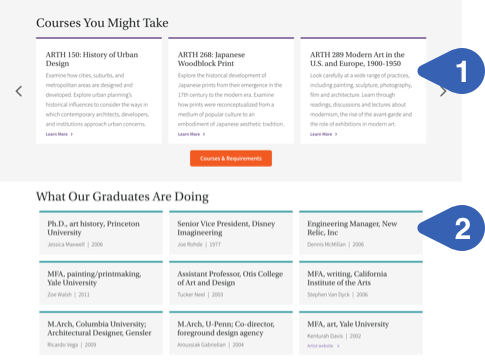 Courses You Might Take
ARTH 150: History of Urban
Design
Examine how cities, suburbs, and
metropolitan areas are designed and
developed. Explore urban planning's
historical influences to consider the ways in
which contemporary architects, developers,
and institutions approach urban concerns.
Learn More >
ARTH 268: Japanese
Woodblock Print
Explore the historical development of
Japanese prints from their emergence in the
17th century to the modern era. Examine
how prints were reconceptualized from a
medium of popular culture to an
embodiment of Japanese aesthetic tradition.
Learn More >
ARTH 289 Modern Art in the
U.S. and Europe, 1900-1950
Look carefully at a wide range of practices,
including painting, sculpture, photography,
film and architecture. Learn through
readings, discussions and lectures about
modernism, the rise of the avant garde and
the role of exhibitions in modern art.
Learn More >
1
Courses & Requirements
What Our Graduates Are Doing
Ph.D., art history, Princeton
University
Jessica Maxwell | 2006
Senior Vice President, Disney
Imagineering
Joe Rohde | 1977
Engineering Manager, New
Relic, Inc
Dennis McMillan | 2006
2
MFA, painting/printmaking,
Yale University
Zoe Walsh | 2011
Assistant Professor, Otis College
of Art and Design
Tucker Neel | 2003
MFA, writing, California
Institute of the Arts
Stephen Van Dyck | 2006
M.Arch, Columbia University;
Architectural Designer, Gensler
Ricardo Vega | 2009
M.Arch, U-Penn; Co-director,
foreground design agency
Aroussiak Gabrielian | 2004
MFA, art, Yale University
Kenturah Davis | 2002
Artist website >